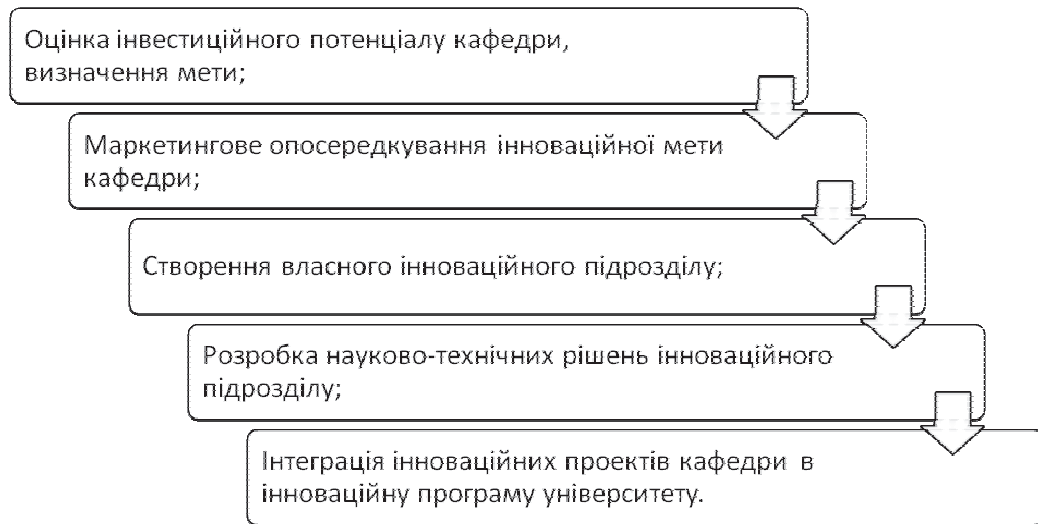 Оцінка інвестиційного потенціалу кафедри,
визначення мети;
Маркетингове опосередкування інноваційної мети
кафедри;
Створення власного інноваційного підрозділу;
Розробка науково-технічних рішень інноваційного
підрозділу;
Інтеграція інноваційних проектів кафедри в
інноваційну програму університету.